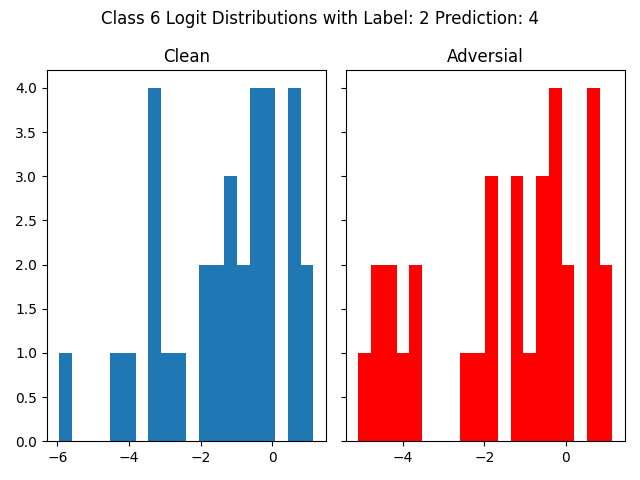 Class 6 Logit Distributions with Label: 2 Prediction: 4
Clean
Adversial
4.0
3.5
3.0
2.5
2.0
1.5
1.0
0.5
0.0
−6 −4 −2 0
−4 −2 0